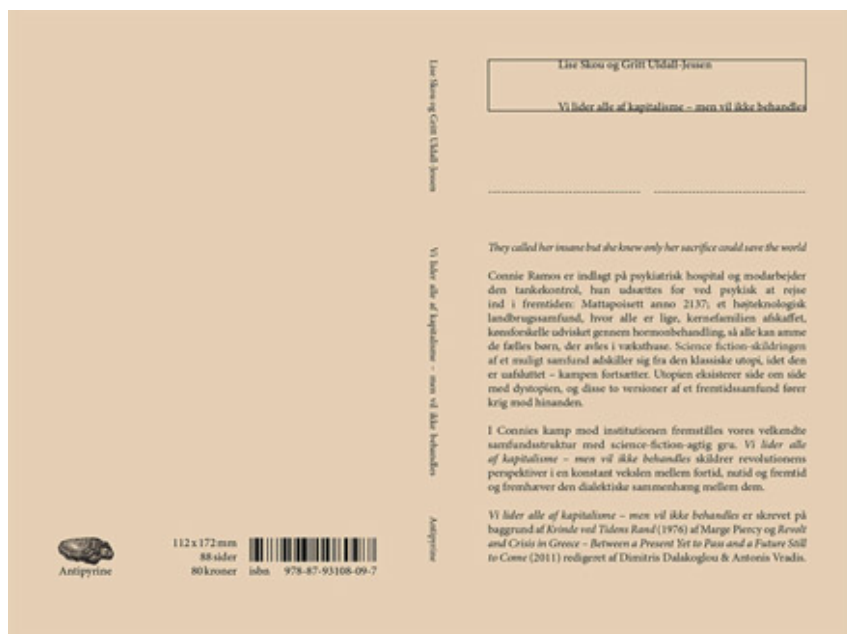 Lise Skou og Gritt Uldall-Jessen
Vi lider alle af kapitalisme – men vil ikke behandles
They called her insane but she knew only her sacrifice could save the world
Connie Ramos er indlagt på psykiatrisk hospital og modarbejder
den tankekontrol, hun udsættes for ved psykisk at rejse
ind i fremtiden: Mattapoisett anno 2137; et højteknologisk
landbrugssamfund, hvor alle er lige, kernefamilien afskaffet,
kønsforskelle udvisket gennem hormonbehandling, så alle kan amme
de fælles børn, der avles i væksthuse. Science fiction-skildringen
af et muligt samfund adskiller sig fra den klassiske utopi, idet den
er uafsluttet – kampen fortsætter. Utopien eksisterer side om side
med dystopien, og disse to versioner af et fremtidssamfund fører
krig mod hinanden.
I Connies kamp mod institutionen fremstilles vores velkendte
samfundsstruktur med science-fiction-agtig gru. Vi lider alle
af kapitalisme – men vil ikke behandles skildrer revolutionens
perspektiver i en konstant vekslen mellem fortid, nutid og fremtid
og fremhæver den dialektiske sammenhæng mellem dem.
Vi lider alle af kapitalisme – men vil ikke behandles er skrevet på
baggrund af Kvinde ved Tidens Rand (1976) af Marge Piercy og Revolt
and Crisis in Greece – Between a Present Yet to Pass and a Future Still
to Come (2011) redigeret af Dimitris Dalakoglou & Antonis Vradis.
Lise Skou og Gritt Uldall-Jessen
Vi lider alle af kapitalisme – men vil ikke behandles
Antipyrine
Antipyrine
112 x 172 mm
88 sider
80 kroner
isbn 978-87-93108-09-7